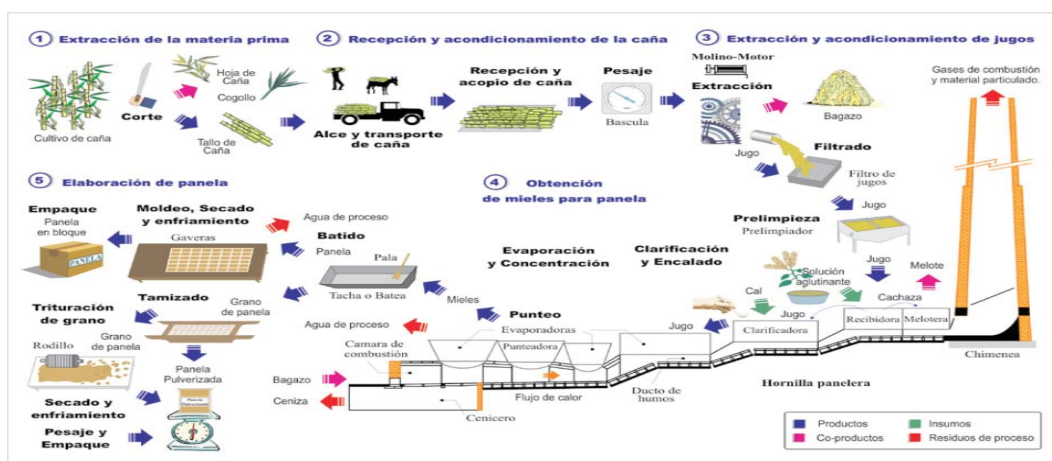 1 Extracción de la materia prima
Cultivo de caña
Corte
Hoja de
Caña
Cogollo
Tallo de
Caña
2 Recepción y acondicionamiento de la caña
Alce y transporte
de caña
Recepción y
acopio de caña
Pesaje
Bascula
3 Extracción y acondicionamiento de jugos
Molino-Motor
Extracción
Bagazo
Jugo
Filtrado
Filtro de
jugos
Jugo
Prelimpieza
Prelimpiador
Jugo
Melote
Gases de combustión
y material particulado.
4 Obtención
de mieles para panela
Clarificación
y Encalado
Solución
aglutinante
Cal
Cachaza
Jugo
Jugo
Clarificadora
Recibidora
Melotera
Chimenea
Evaporación
y Concentración
Punteo
Evaporadoras
Punteadora
Mieles
Agua de proceso
Camara de
combustión
Bagazo
Ceniza
Cenicero
Flujo de calor
Ducto de
humos
Hornilla panelera
5 Elaboración de panela
Empaque
Panela
en bloque
PANELA
Moldeo, Secado
y enfriamiento
Gaveras
Agua de proceso
Batido
Panela
Pala
Tacha o Batea
Tamizado
Grano
de panela
Trituración
de grano
Rodillo
Grano de
panela
Panela
Pulverizada
Panela
Pulverizada
Secado y
enfriamiento
Pesaje y
Empaque
Productos
Co-productos
Insumos
Residuos de proceso